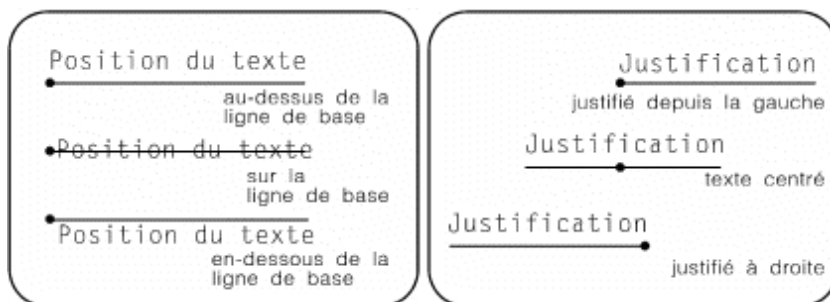 Position du texte
au-dessus de la
ligne de base
Position du texte
sur la
ligne de base
Position du texte
en-dessous de la
ligne de base
Justification
justifié depuis la gauche
Justification
texte centré
Justification
justifié à droite